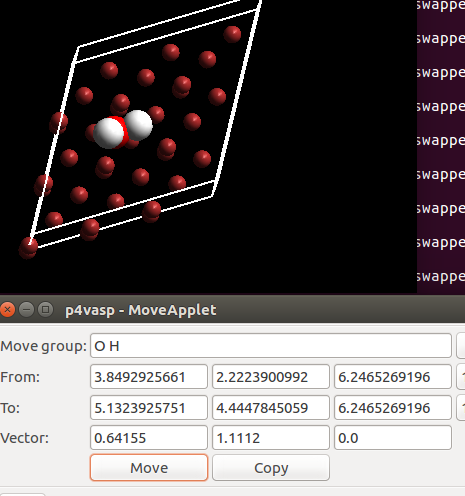 swappe
swappe
swappe
swappe
swappe
swappe
swappe
swappe
swappe
p4vasp - MoveApplet
Move group: O H
From: 3.8492925661 2.2223900992 6.2465269196
To: 5.1323925751 4.4447845059 6.2465269196
Vector: 0.64155 1.1112 0.0
Move Copy